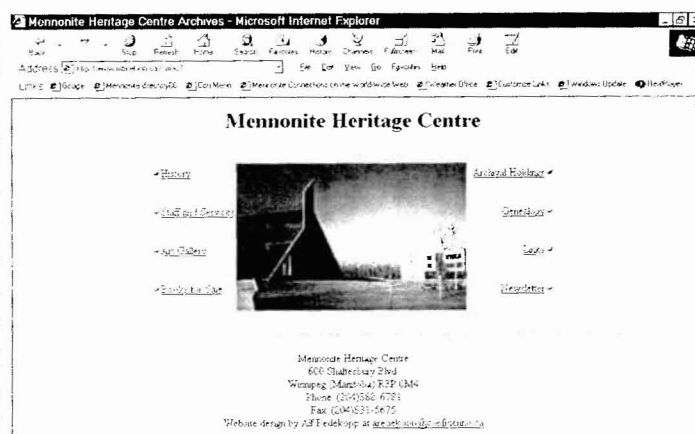 Mennonite Heritage Centre Archives - Microsoft Internet Explorer
Back Stop Refresh Home Search Favorites History Channels Fullscreen Mail Print Edit
Address File Edit View Go Favorites Help
Links Google Mennonite Connections on the World-Wide Web Weather Office Customize Links Windows Update RealPlayer
Mennonite Heritage Centre
History Archival Holdings
Staff and Services Genealogy
Art Gallery Links
Books for Sale Newsletter
Mennonite Heritage Centre
600 Shaftesbury Blvd
Winnipeg (Manitoba) R3P 0M4
Phone: (204)888-6781
Fax: (204)831-5675
Website design by Alf Redekopp at